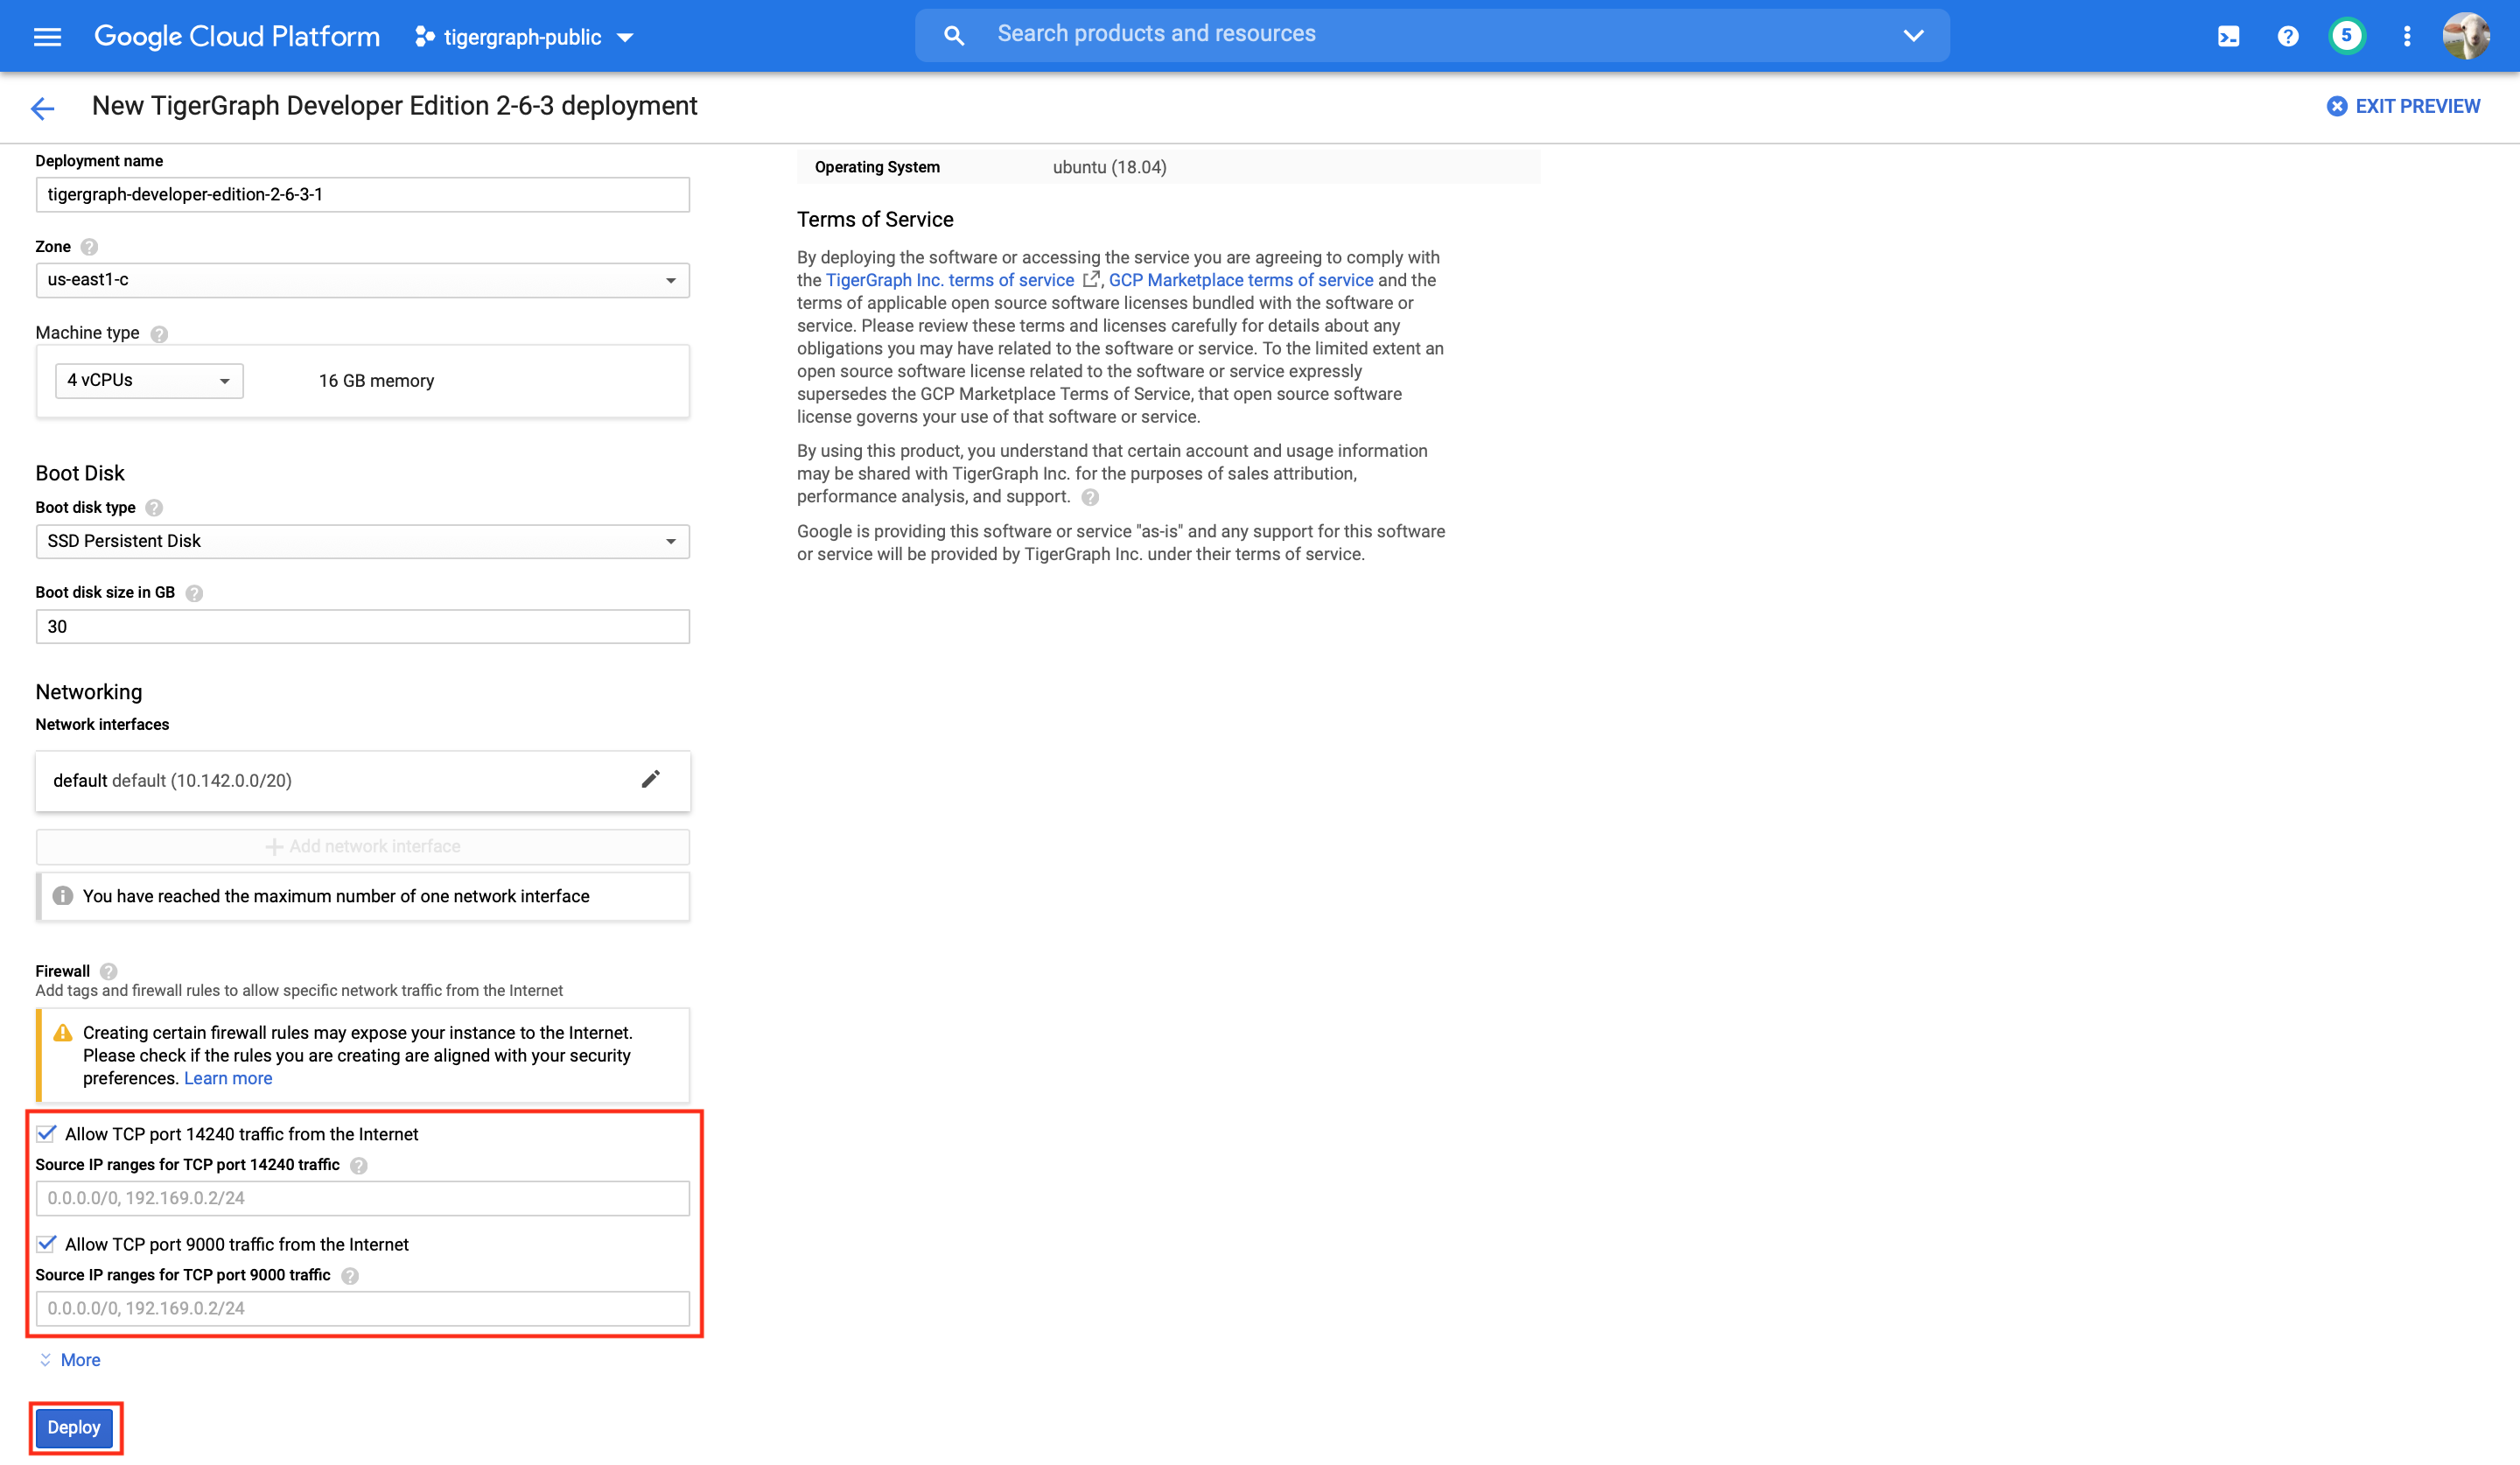 Google Cloud Platform
tigergraph-public
Search products and resources
5
New TigerGraph Developer Edition 2-6-3 deployment
EXIT PREVIEW
Deployment name
tigergraph-developer-edition-2-6-3-1
Zone
us-east1-c
Machine type
4 vCPUs
16 GB memory
Boot Disk
Boot disk type
SSD Persistent Disk
Boot disk size in GB
30
Networking
Network interfaces
default default (10.142.0.0/20)
Add network interface
You have reached the maximum number of one network interface
Firewall
Add tags and firewall rules to allow specific network traffic from the Internet
Creating certain firewall rules may expose your instance to the Internet.
Please check if the rules you are creating are aligned with your security
preferences. Learn more
Allow TCP port 14240 traffic from the Internet
Source IP ranges for TCP port 14240 traffic
0.0.0.0/0, 192.169.0.2/24
Allow TCP port 9000 traffic from the Internet
Source IP ranges for TCP port 9000 traffic
0.0.0.0/0, 192.169.0.2/24
More
Deploy
Operating System
ubuntu (18.04)
Terms of Service
By deploying the software or accessing the service you are agreeing to comply with
the TigerGraph Inc. terms of service , GCP Marketplace terms of service and the
terms of applicable open source software licenses bundled with the software or
service. Please review these terms and licenses carefully for details about any
obligations you may have related to the software or service. To the limited extent an
open source software license related to the software or service expressly
supersedes the GCP Marketplace Terms of Service, that open source software
license governs your use of that software or service.
By using this product, you understand that certain account and usage information
may be shared with TigerGraph Inc. for the purposes of sales attribution,
performance analysis, and support.
Google is providing this software or service "as-is" and any support for this software
or service will be provided by TigerGraph Inc. under their terms of service.